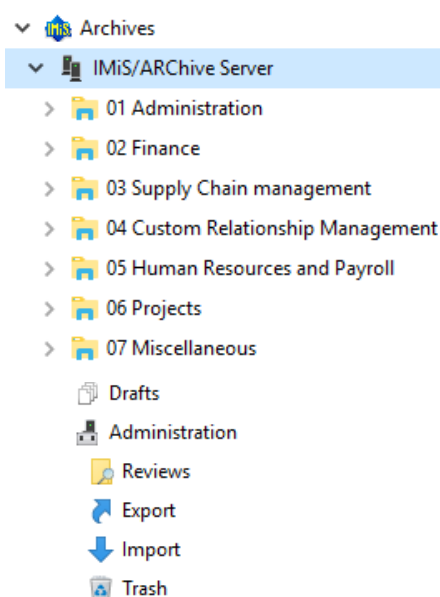 IMiS Archives
IMiS/ARChive Server
01 Administration
02 Finance
03 Supply Chain management
04 Custom Relationship Management
05 Human Resources and Payroll
06 Projects
07 Miscellaneous
Drafts
Administration
Reviews
Export
Import
Trash